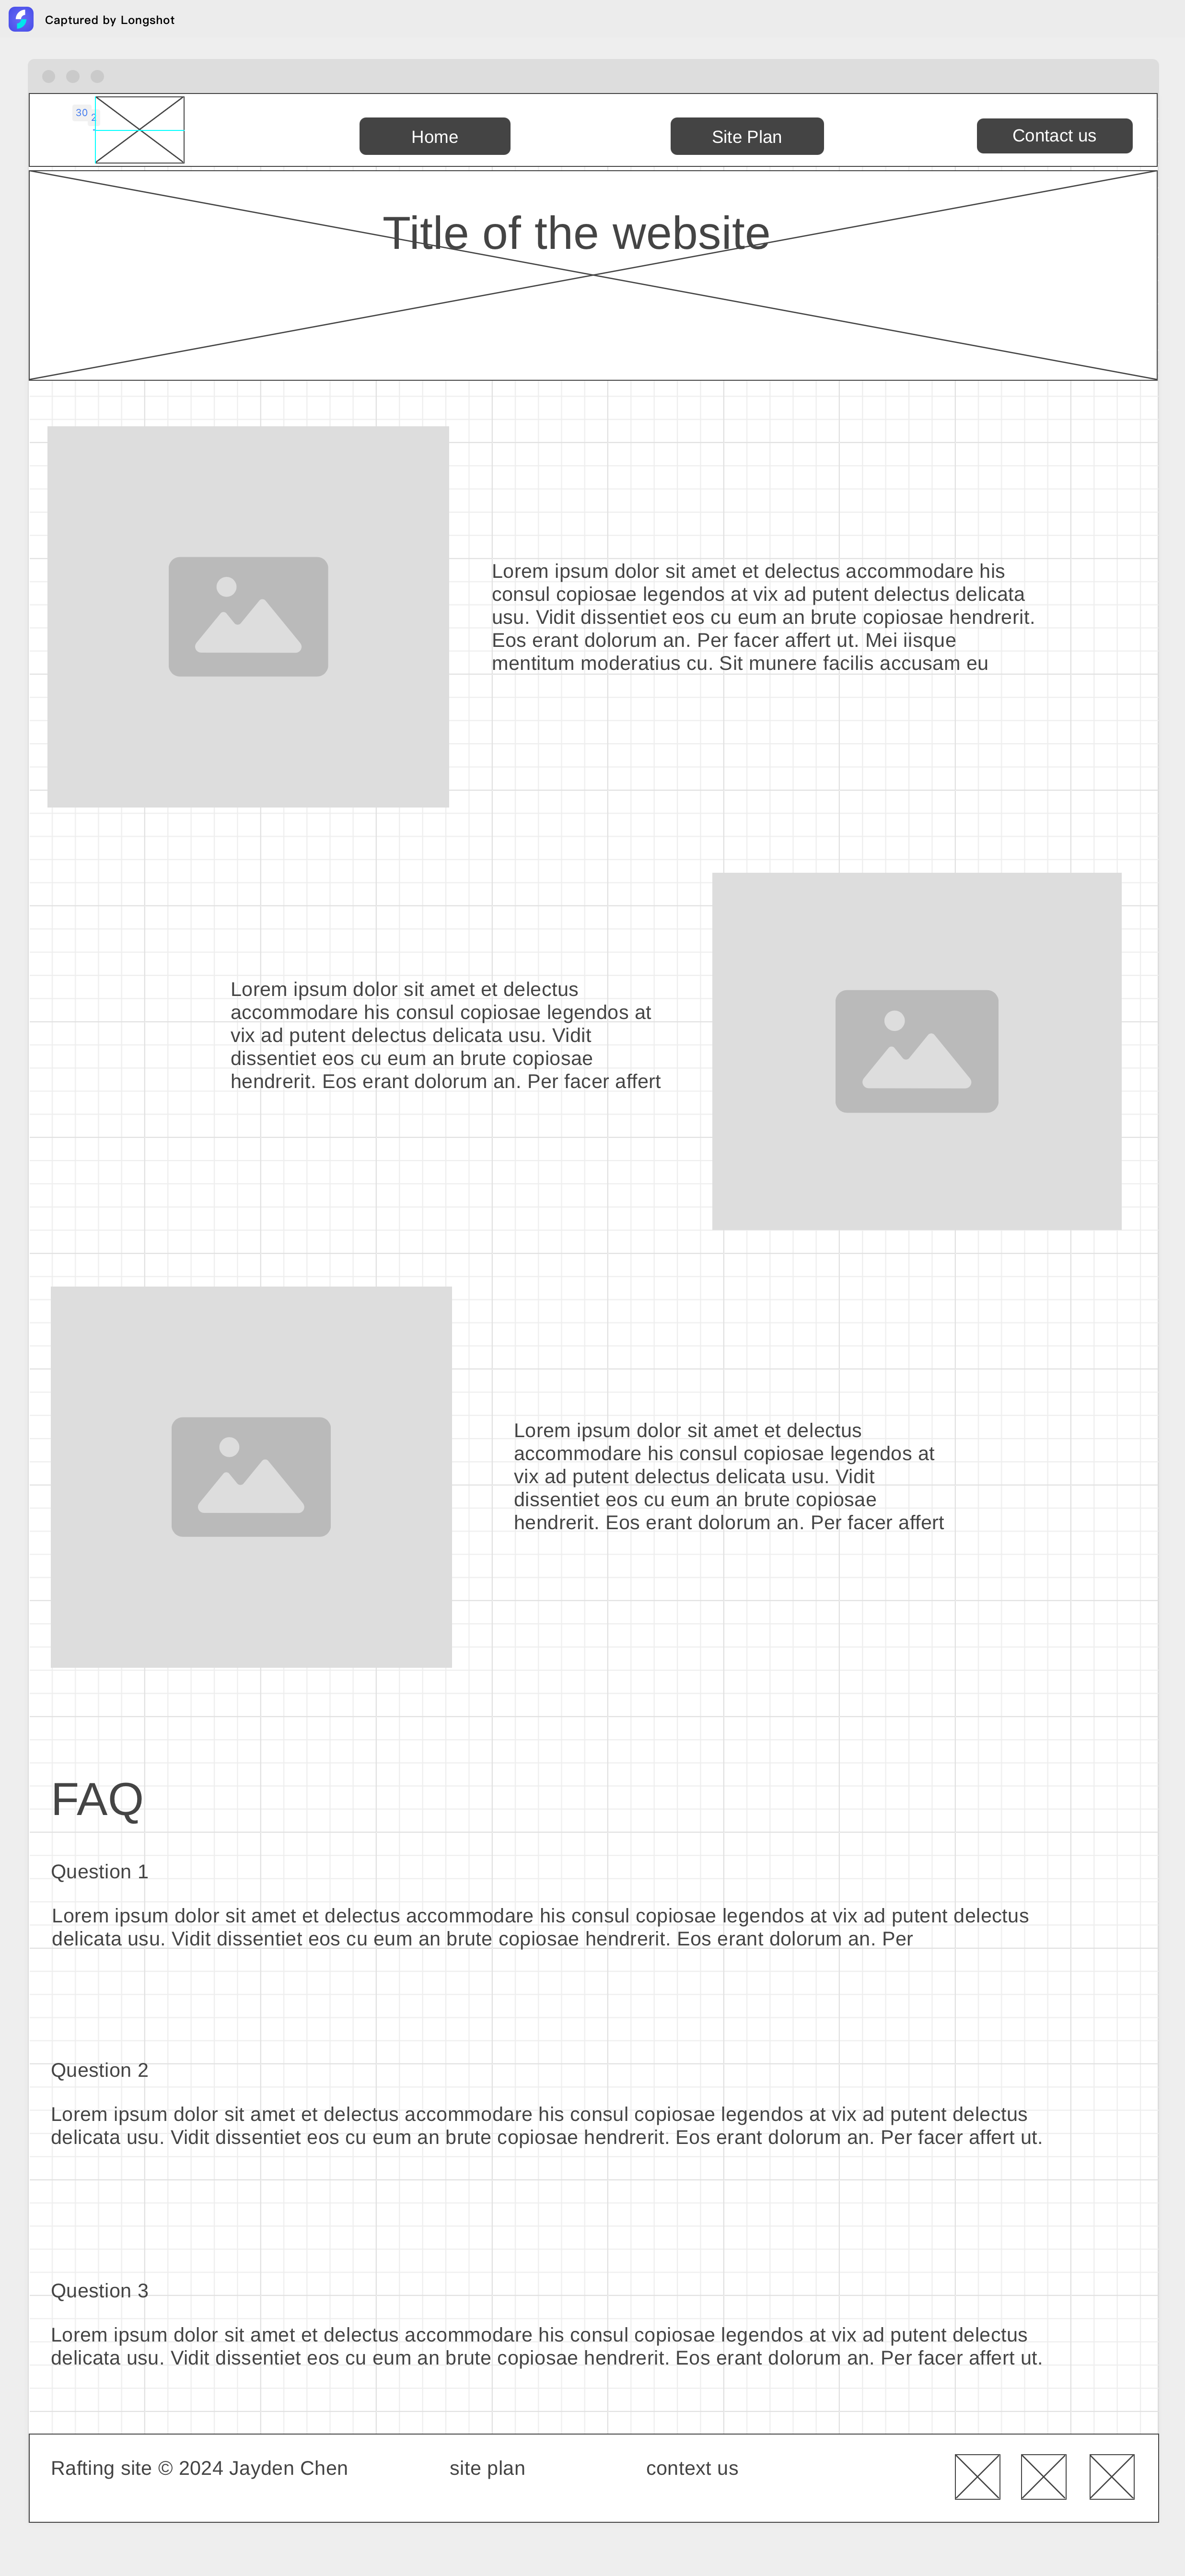 Captured by Longshot
30
2
Home
Site Plan
Contact us
Title of the website
Lorem ipsum dolor sit amet et delectus accommodare his
consul copiosae legendos at vix ad putent delectus delicata
usu. Vidit dissentiet eos cu eum an brute copiosae hendrerit.
Eos erant dolorum an. Per facer affert ut. Mei iisque
mentitum moderatius cu. Sit munere facilis accusam eu
Lorem ipsum dolor sit amet et delectus
accommodare his consul copiosae legendos at
vix ad putent delectus delicata usu. Vidit
dissentiet eos cu eum an brute copiosae
hendrerit. Eos erant dolorum an. Per facer affert
Lorem ipsum dolor sit amet et delectus
accommodare his consul copiosae legendos at
vix ad putent delectus delicata usu. Vidit
dissentiet eos cu eum an brute copiosae
hendrerit. Eos erant dolorum an. Per facer affert
FAQ
Question 1
Lorem ipsum dolor sit amet et delectus accommodare his consul copiosae legendos at vix ad putent delectus
delicata usu. Vidit dissentiet eos cu eum an brute copiosae hendrerit. Eos erant dolorum an. Per
Question 2
Lorem ipsum dolor sit amet et delectus accommodare his consul copiosae legendos at vix ad putent delectus
delicata usu. Vidit dissentiet eos cu eum an brute copiosae hendrerit. Eos erant dolorum an. Per facer affert ut.
Question 3
Lorem ipsum dolor sit amet et delectus accommodare his consul copiosae legendos at vix ad putent delectus
delicata usu. Vidit dissentiet eos cu eum an brute copiosae hendrerit. Eos erant dolorum an. Per facer affert ut.
Rafting site © 2024 Jayden Chen
site plan
context us